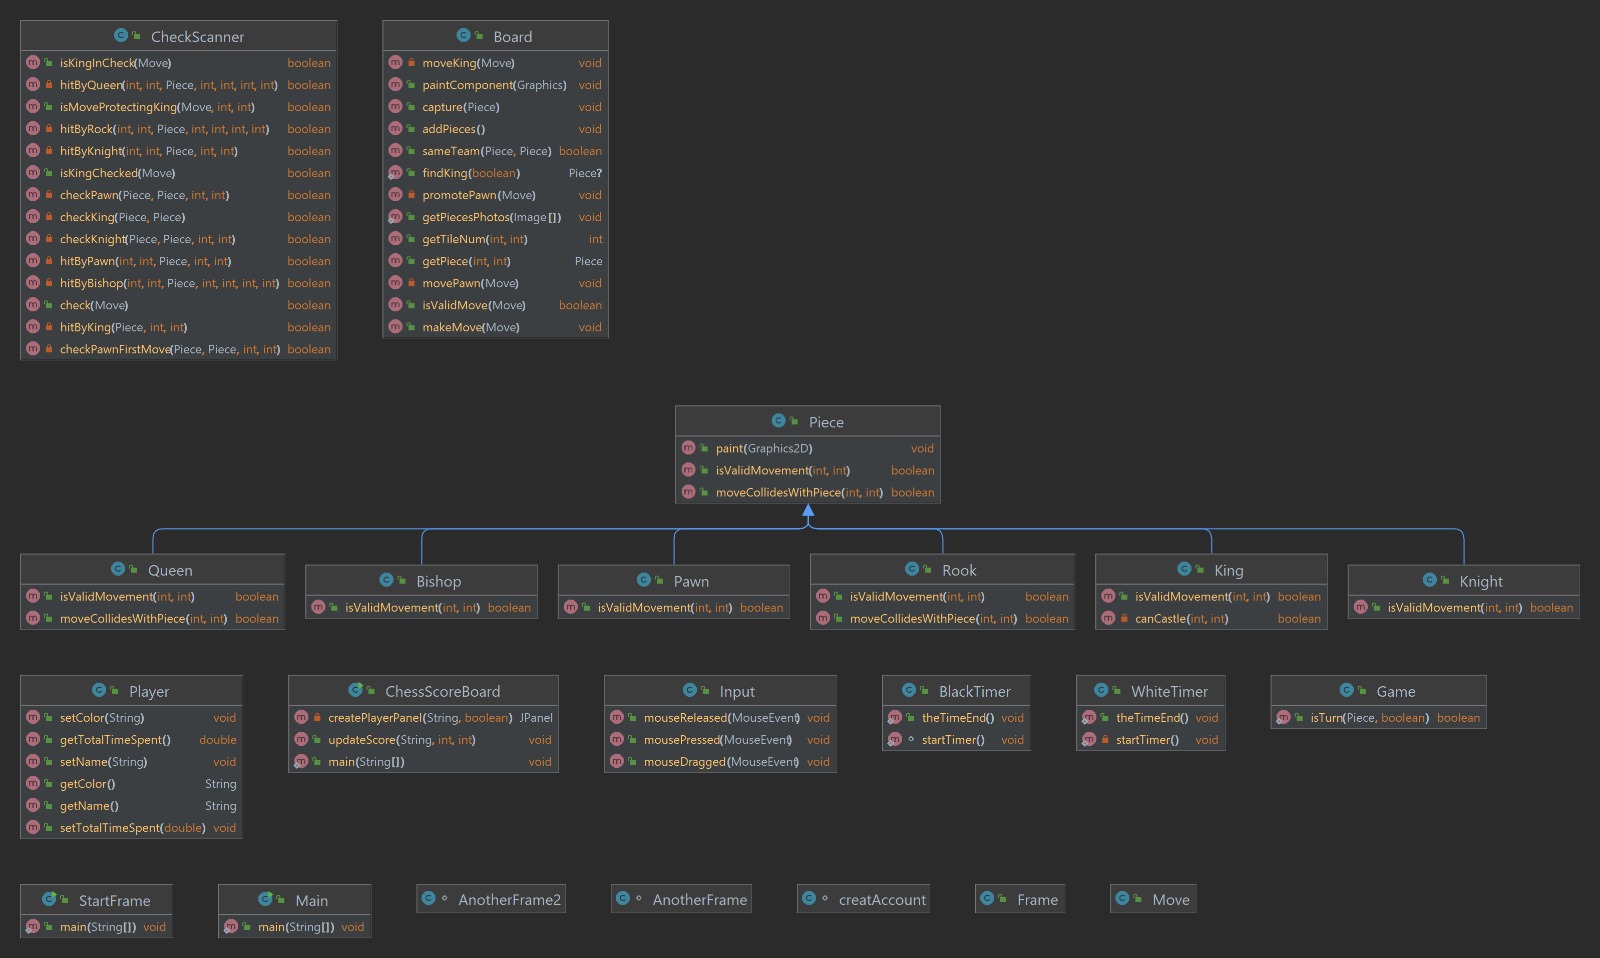 CheckScanner
isKingInCheck(Move) boolean
hitByQueen(int, int, Piece, int, int, int, int) boolean
isMoveProtectingKing(Move, int, int) boolean
hitByRock(int, int, Piece, int, int, int, int) boolean
hitByKnight(int, int, Piece, int, int) boolean
isKingChecked(Move) boolean
checkPawn(Piece, Piece, int, int) boolean
checkKing(Piece, Piece) boolean
checkKnight(Piece, Piece, int, int) boolean
hitByPawn(int, int, Piece, int, int) boolean
hitByBishop(int, int, Piece, int, int, int, int) boolean
check(Move) boolean
hitByKing(Piece, int, int) boolean
checkPawnFirstMove(Piece, Piece, int, int) boolean
Board
moveKing(Move) void
paintComponent(Graphics) void
capture(Piece) void
addPieces() void
sameTeam(Piece, Piece) boolean
findKing(boolean) Piece?
promotePawn(Move) void
getPiecesPhotos(Image[]) void
getTileNum(int, int) int
getPiece(int, int) Piece
movePawn(Move) void
isValidMove(Move) boolean
makeMove(Move) void
Piece
paint(Graphics2D) void
isValidMovement(int, int) boolean
moveCollidesWithPiece(int, int) boolean
Queen
isValidMovement(int, int) boolean
moveCollidesWithPiece(int, int) boolean
Bishop
isValidMovement(int, int) boolean
Pawn
isValidMovement(int, int) boolean
Rook
isValidMovement(int, int) boolean
moveCollidesWithPiece(int, int) boolean
King
isValidMovement(int, int) boolean
canCastle(int, int) boolean
Knight
isValidMovement(int, int) boolean
Player
setColor(String) void
getTotalTimeSpent() double
setName(String) void
getColor() String
getName() String
setTotalTimeSpent(double) void
ChessScoreBoard
createPlayerPanel(String, boolean) JPanel
updateScore(String, int, int) void
main(String[]) void
Input
mouseReleased(MouseEvent) void
mousePressed(MouseEvent) void
mouseDragged(MouseEvent) void
BlackTimer
theTimeEnd() void
startTimer() void
WhiteTimer
theTimeEnd() void
startTimer() void
Game
isTurn(Piece, boolean) boolean
StartFrame
main(String[]) void
Main
main(String[]) void
AnotherFrame2
AnotherFrame
creatAccount
Frame
Move